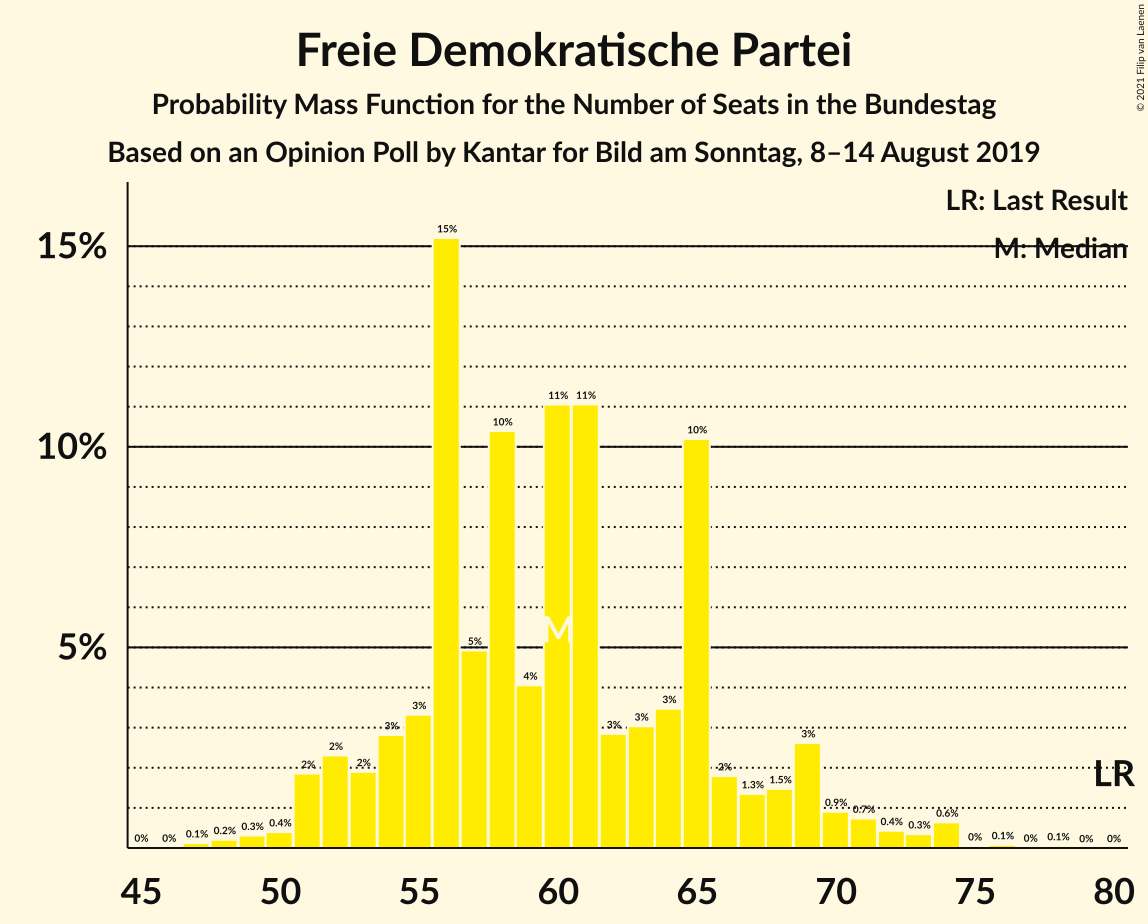 Freie Demokratische Partei
Probability Mass Function for the Number of Seats in the Bundestag
Based on an Opinion Poll by Kantar for Bild am Sonntag, 8–14 August 2019
© 2021 Filip van Laenen
LR: Last Result
M: Median
15%
10%
5%
0% 0% 0.1% 0.2% 0.3% 0.4% 2% 2% 2% 3% 3% 15% 5% 10% 4% 11% 11% 3% 3% 3% 10% 2% 1.3% 1.5% 3% 0.9% 0.7% 0.4% 0.3% 0.6% 0% 0.1% 0% 0.1% 0% 0%
M
LR
45 50 55 60 65 70 75 80